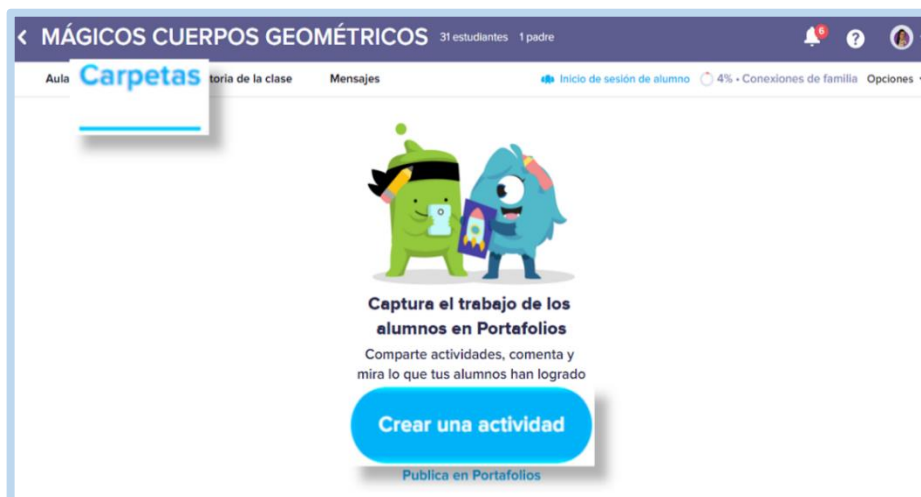 MÁGICOS CUERPOS GEOMÉTRICOS 31 estudiantes 1 padre 6 ?
Aula Carpetas toria de la clase Mensajes Inicio de sesión de alumno 4% • Conexiones de familia Opciones
Captura el trabajo de los
alumnos en Portafolios
Comparte actividades, comenta y
mira lo que tus alumnos han logrado
Crear una actividad
Publica en Portafolios